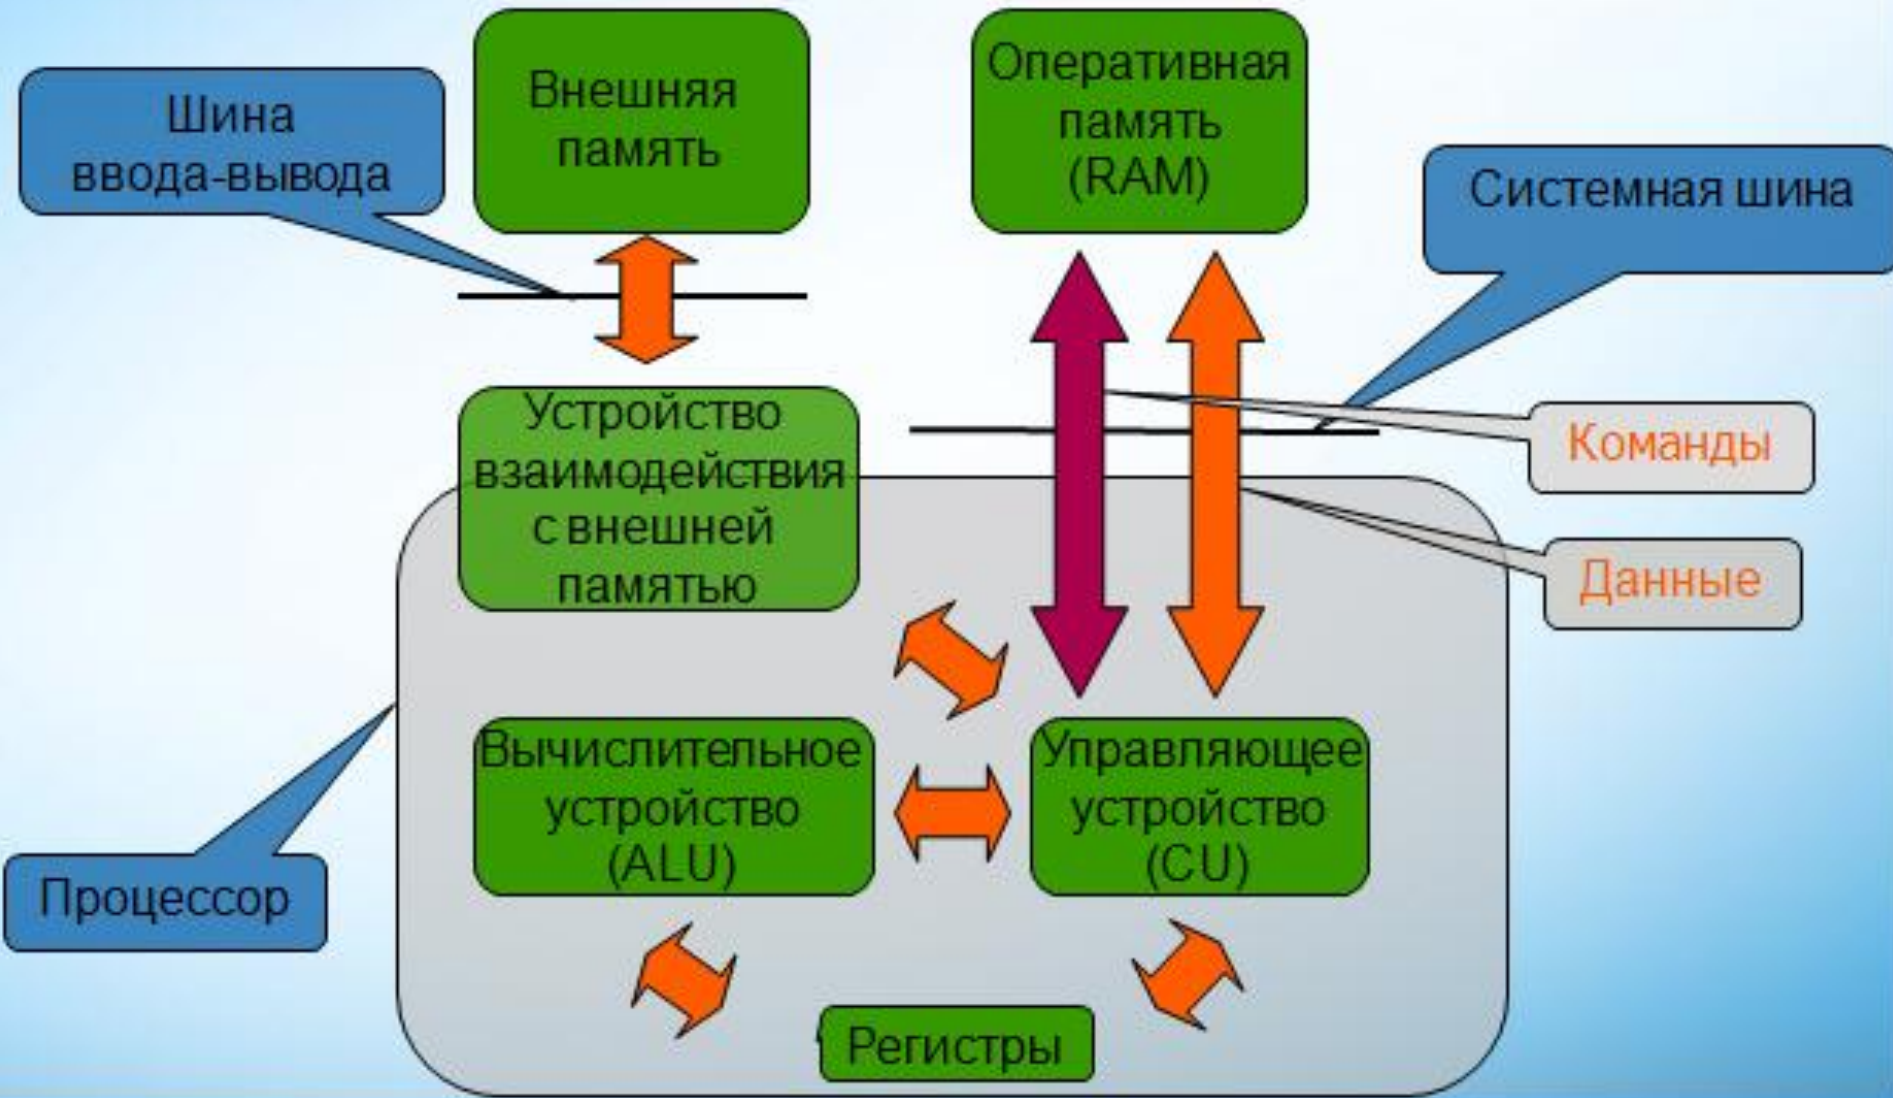 Шина
ввода-вывода
Внешняя
память
Оперативная
память
(RAM)
Системная шина
Устройство
взаимодействия
с внешней
памятью
Команды
Данные
Вычислительное
устройство
(ALU)
Управляющее
устройство
(CU)
Процессор
Регистры